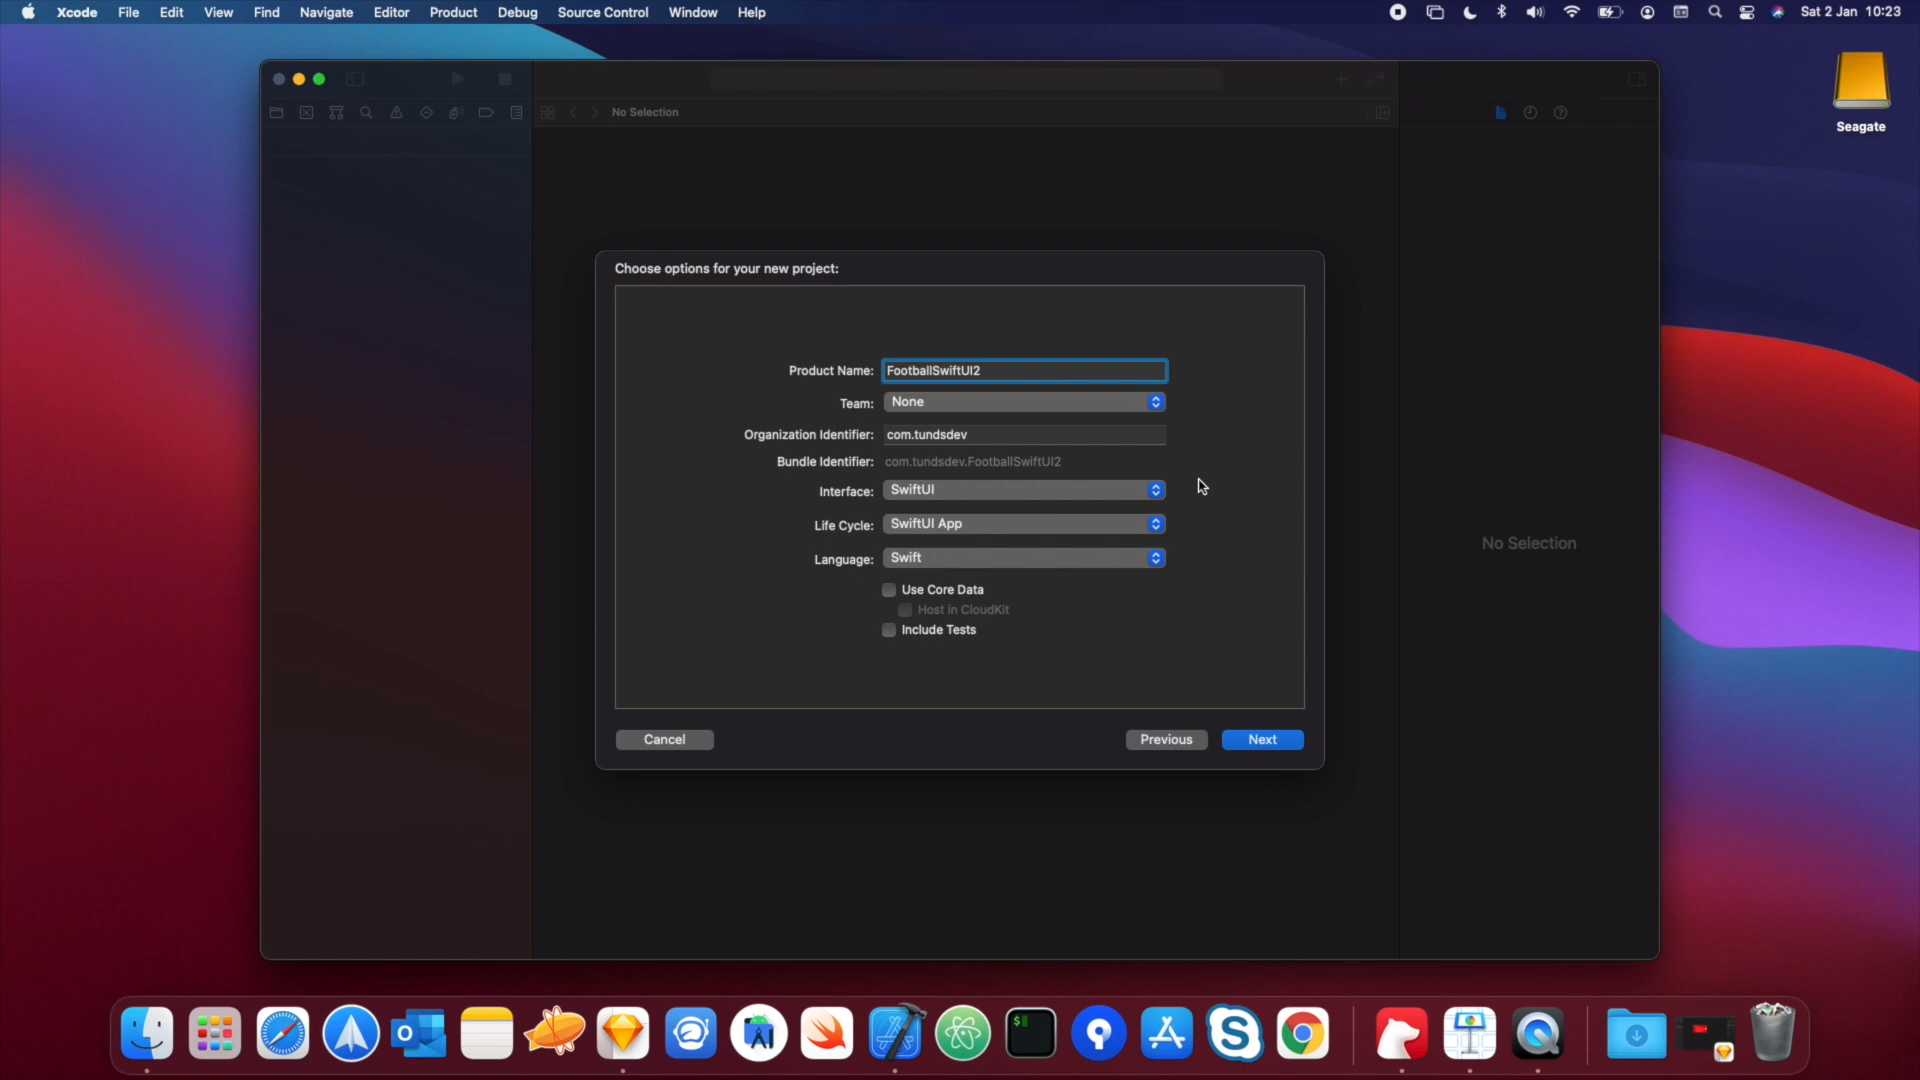 Xcode File Edit View Find Navigate Editor Product Debug Source Control Window Help Sat 2 Jan 10:23
Seagate
No Selection
Choose options for your new project:
Product Name: FootballSwiftUI2
Team: None
Organization Identifier: com.tundsdev
Bundle Identifier: com.tundsdev.FootballSwiftUI2
Interface: SwiftUI
Life Cycle: SwiftUI App
Language: Swift
Use Core Data
Host in CloudKit
Include Tests
No Selection
Cancel Previous Next